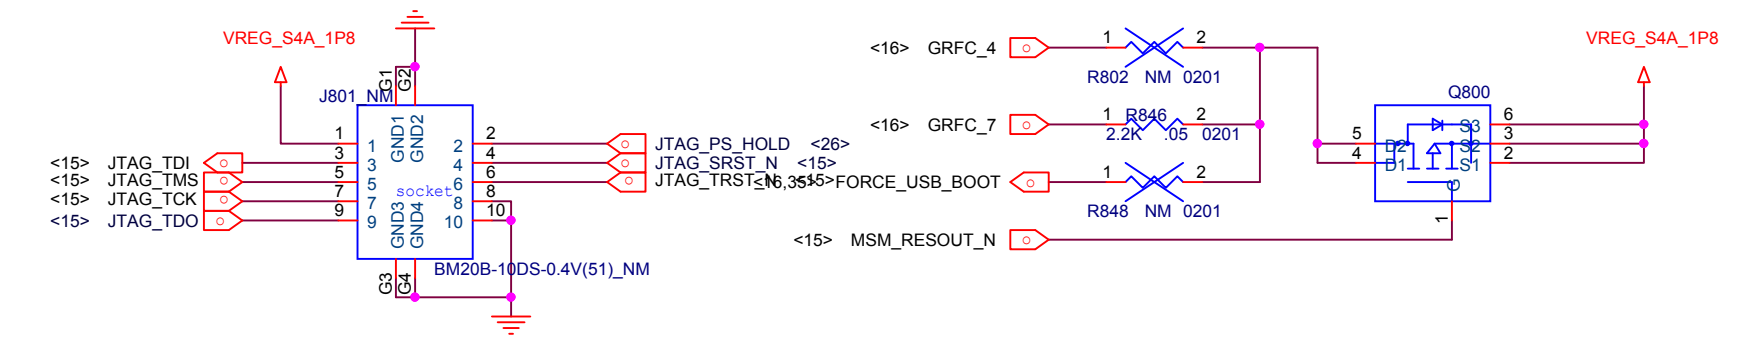 VREG_S4A_1P8
G1
G2
J801_NM
GND1
GND2
1
1
2
2
JTAG_PS_HOLD <26>
<15> JTAG_TDI
3
3
4
4
JTAG_SRST_N <15>
<15> JTAG_TMS
5
5
6
6
JTAG_TRST_N <15>
<15> JTAG_TCK
7
7
socket
8
8
<15> JTAG_TDO
9
9
10
10
GND3
GND4
G3
G4
BM20B-10DS-0.4V(51)_NM
<16> GRFC_4
1
2
R802 NM 0201
<16> GRFC_7
1
R846
2
2.2K .05 0201
<16,35> FORCE_USB_BOOT
1
2
R848 NM 0201
<15> MSM_RESOUT_N
VREG_S4A_1P8
Q800
5
D2
4
D1
S3
6
S2
3
S1
2
G
1